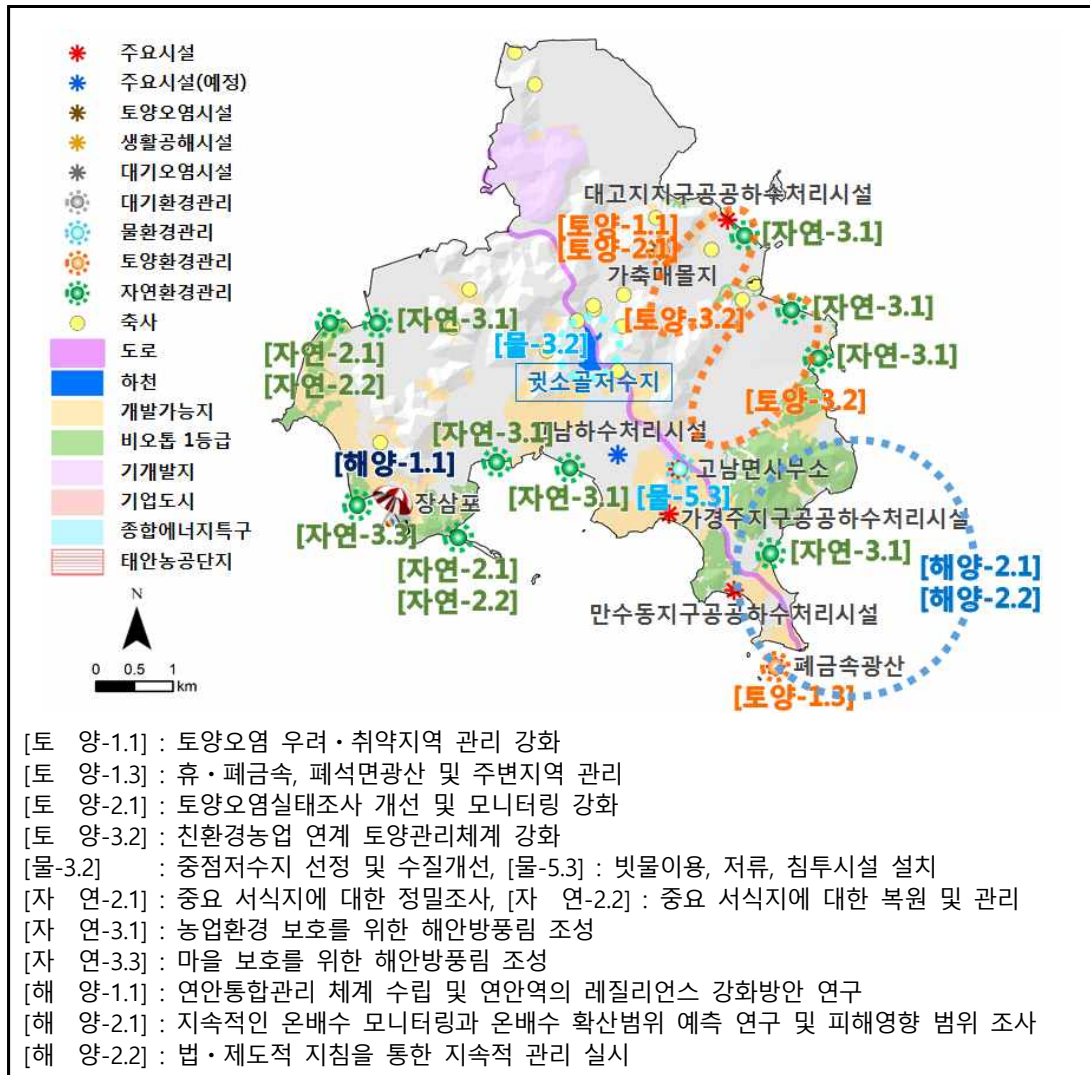 주요시설
주요시설(예정)
토양오염시설
생활공해시설
대기오염시설
대기환경관리
물환경관리
토양환경관리
자연환경관리
축사
도로
하천
개발가능지
비오톱 1등급
기개발지
기업도시
종합에너지특구
태안농공단지
N
0 0.5 1
km
대고지지구공공하수처리시설
[토양-1.1]
[토양-2.1]
[자연-3.1]
가축매몰지
[자연-3.1]
[토양-3.2]
[자연-3.1]
[물-3.2]
[자연-3.1]
[자연-2.1]
[자연-2.2]
귓소골저수지
[토양-3.2]
[자연-3.1]
남하수처리시설
[해양-1.1]
고남면사무소
[자연-3.1]
[물-5.3]
장삼포
가경주지구공공하수처리시설
[자연-3.3]
[자연-3.1]
[해양-2.1]
[해양-2.2]
[자연-2.1]
[자연-2.2]
만수동지구공공하수처리시설
폐금속광산
[토양-1.3]
[토 양-1.1] : 토양오염 우려・취약지역 관리 강화
[토 양-1.3] : 휴・폐금속, 폐석면광산 및 주변지역 관리
[토 양-2.1] : 토양오염실태조사 개선 및 모니터링 강화
[토 양-3.2] : 친환경농업 연계 토양관리체계 강화
[물-3.2] : 중점저수지 선정 및 수질개선, [물-5.3] : 빗물이용, 저류, 침투시설 설치
[자 연-2.1] : 중요 서식지에 대한 정밀조사, [자 연-2.2] : 중요 서식지에 대한 복원 및 관리
[자 연-3.1] : 농업환경 보호를 위한 해안방풍림 조성
[자 연-3.3] : 마을 보호를 위한 해안방풍림 조성
[해 양-1.1] : 연안통합관리 체계 수립 및 연안역의 레질리언스 강화방안 연구
[해 양-2.1] : 지속적인 온배수 모니터링과 온배수 확산범위 예측 연구 및 피해영향 범위 조사
[해 양-2.2] : 법・제도적 지침을 통한 지속적 관리 실시